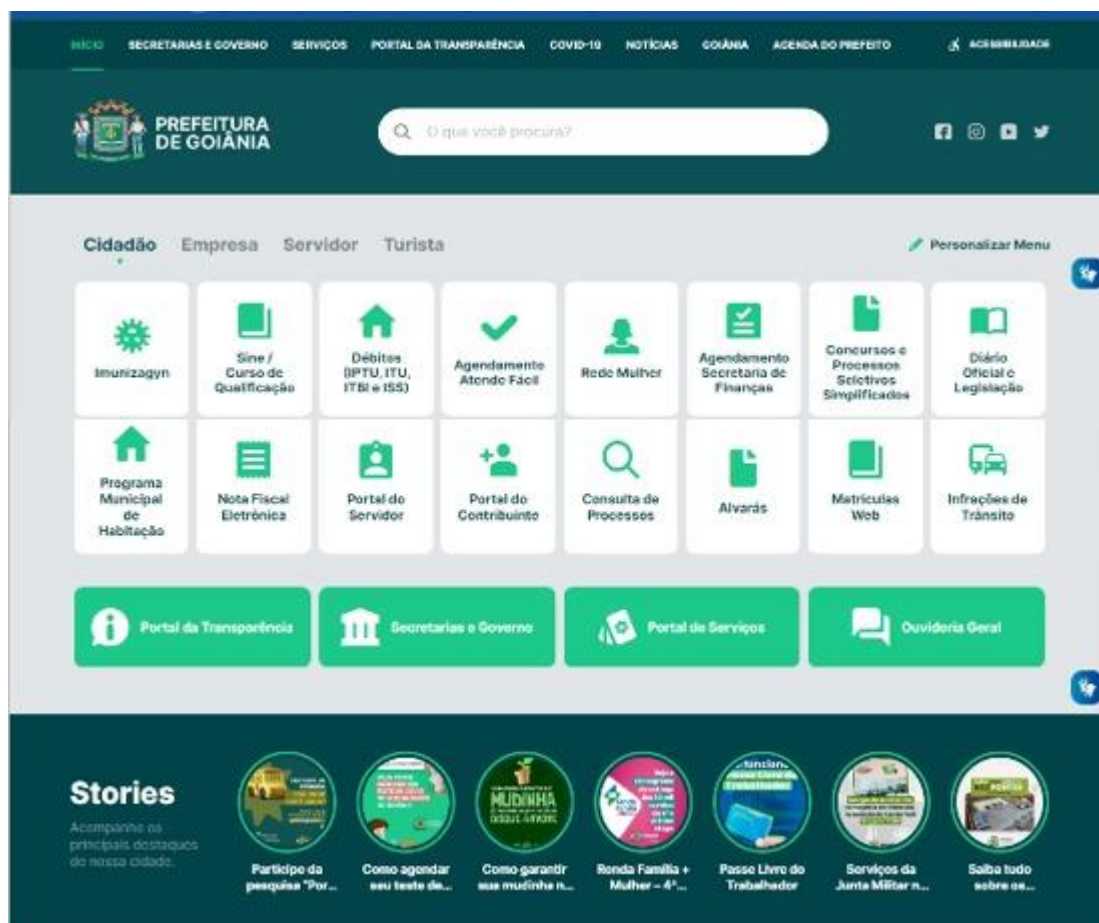 INÍCIO SECRETARIAS E GOVERNO SERVIÇOS PORTAL DA TRANSPARÊNCIA COVID-19 NOTÍCIAS GOIÂNIA AGENDA DO PREFEITO ACESSIBILIDADE
PREFEITURA
DE GOIÂNIA
O que você procura?
Cidadão Empresa Servidor Turista
Personalizar Menu
Imunizagyn
Sine /
Curso de
Qualificação
Débitos
(IPTU, ITU,
ITBI e ISS)
Agendamento
Atende Fácil
Rede Mulher
Agendamento
Secretaria de
Finanças
Concursos e
Processos
Seletivos
Simplificados
Diário
Oficial e
Legislação
Programa
Municipal
de
Habitação
Nota Fiscal
Eletrônica
Portal do
Servidor
Portal do
Contribuinte
Consulta de
Processos
Alvarás
Matrículas
Web
Infrações de
Trânsito
Portal da Transparência
Secretarias e Governo
Portal de Serviços
Ouvidoria Geral
Stories
Acompanhe os
principais destaques
de nossa cidade.
MUDINHA
DISQUE-ÁRVORE
Participe da
pesquisa "Por...
Como agendar
seu teste de...
Como garantir
sua mudinha n...
Renda Família +
Mulher – 4ª...
Passe Livre do
Trabalhador
Serviços da
Junta Militar n...
Saiba tudo
sobre os...